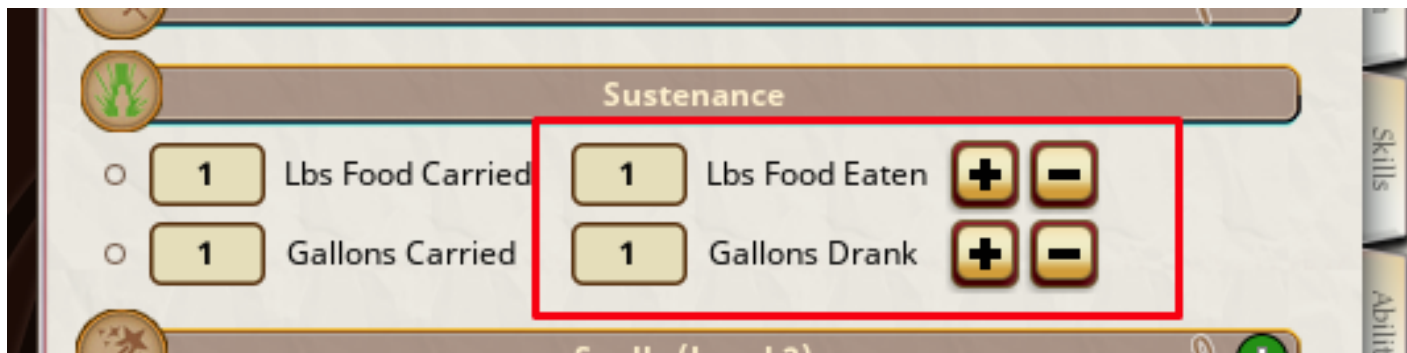 Sustenance
1 Lbs Food Carried 1 Lbs Food Eaten + −
1 Gallons Carried 1 Gallons Drank + −
Skills